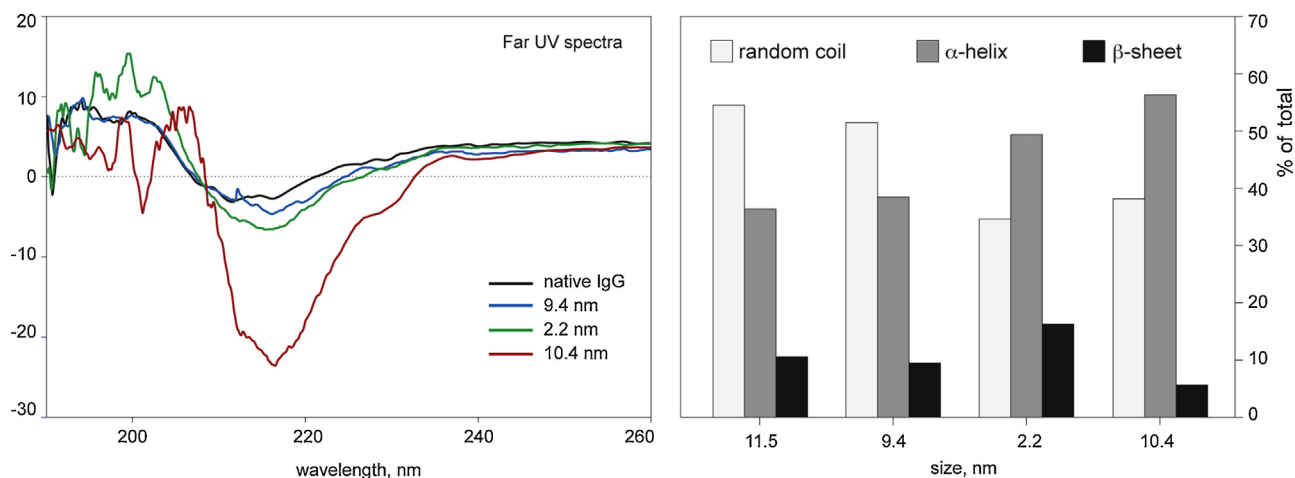 20
10
0
-10
-20
-30
Far UV spectra
native IgG
9.4 nm
2.2 nm
10.4 nm
200
220
240
260
wavelength, nm
random coil
α-helix
β-sheet
70
60
50
40
30
20
10
0
% of total
11.5
9.4
2.2
10.4
size, nm